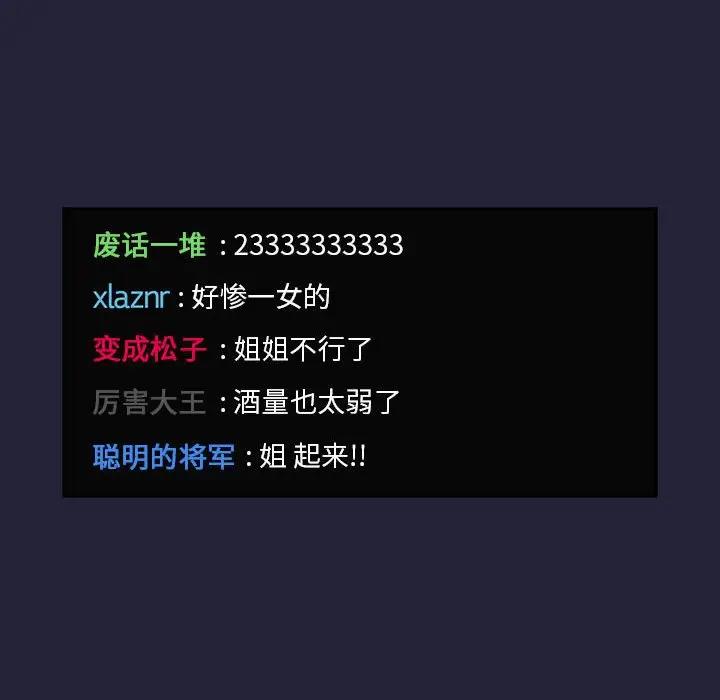 废话一堆 : 23333333333
xlaznr : 好惨一女的
变成松子 : 姐姐不行了
厉害大王 : 酒量也太弱了
聪明的将军 : 姐 起来!!